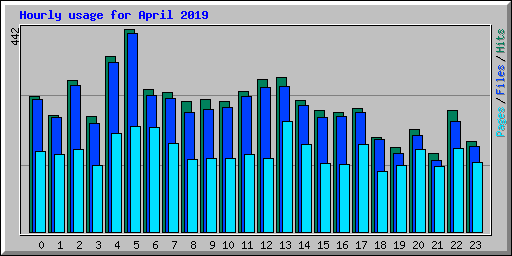 Hourly usage for April 2019
442
Pages / Files / Hits
0 1 2 3 4 5 6 7 8 9 10 11 12 13 14 15 16 17 18 19 20 21 22 23